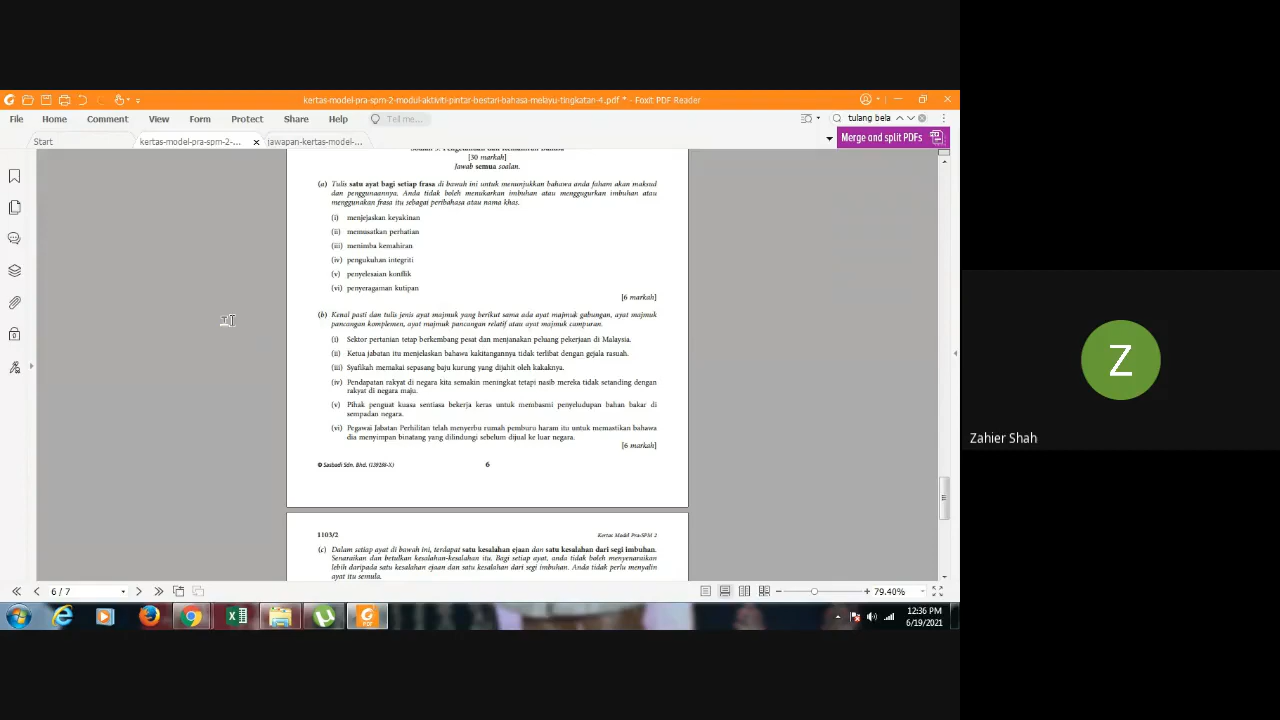 kertas-model-pra-spm-2-modul-aktiviti-pintar-bestari-bahasa-melayu-tingkatan-4.pdf * - Foxit PDF Reader
File Home Comment View Form Protect Share Help Tell me... tulang bela
Start kertas-model-pra-spm-2-... × jawapan-kertas-model-... Merge and split PDFs
[30 markah]
Jawab semua soalan.
(a) Tulis satu ayat bagi setiap frasa di bawah ini untuk menunjukkan bahawa anda faham akan maksud
dan penggunaannya. Anda tidak boleh menukarkan imbuhan atau menggugurkan imbuhan atau
menggunakan frasa itu sebagai peribahasa atau nama khas.
(i) menjejaskan keyakinan
(ii) memusatkan perhatian
(iii) menimba kemahiran
(iv) pengukuhan integriti
(v) penyelesaian konflik
(vi) penyeragaman kutipan
[6 markah]
(b) Kenal pasti dan tulis jenis ayat majmuk yang berikut sama ada ayat majmuk gabungan, ayat majmuk
pancangan komplemen, ayat majmuk pancangan relatif atau ayat majmuk campuran.
(i) Sektor pertanian tetap berkembang pesat dan menjanakan peluang pekerjaan di Malaysia.
(ii) Ketua jabatan itu menjelaskan bahawa kakitangannya tidak terlibat dengan gejala rasuah.
(iii) Syafikah memakai sepasang baju kurung yang dijahit oleh kakaknya.
(iv) Pendapatan rakyat di negara kita semakin meningkat tetapi nasib mereka tidak setanding dengan
rakyat di negara maju.
(v) Pihak penguat kuasa sentiasa bekerja keras untuk membasmi penyeludupan bahan bakar di
sempadan negara.
(vi) Pegawai Jabatan Perhilitan telah menyerbu rumah pemburu haram itu untuk memastikan bahawa
dia menyimpan binatang yang dilindungi sebelum dijual ke luar negara.
[6 markah]
© Sasbadi Sdn. Bhd. (139288-X) 6
1103/2 Kertas Model Pra-SPM 2
(c) Dalam setiap ayat di bawah ini, terdapat satu kesalahan ejaan dan satu kesalahan dari segi imbuhan.
Senaraikan dan betulkan kesalahan-kesalahan itu. Bagi setiap ayat, anda tidak boleh menyenaraikan
lebih daripada satu kesalahan ejaan dan satu kesalahan dari segi imbuhan. Anda tidak perlu menyalin
ayat itu semula.
6 / 7 79.40%
12:36 PM
6/19/2021
Z
Zahier Shah